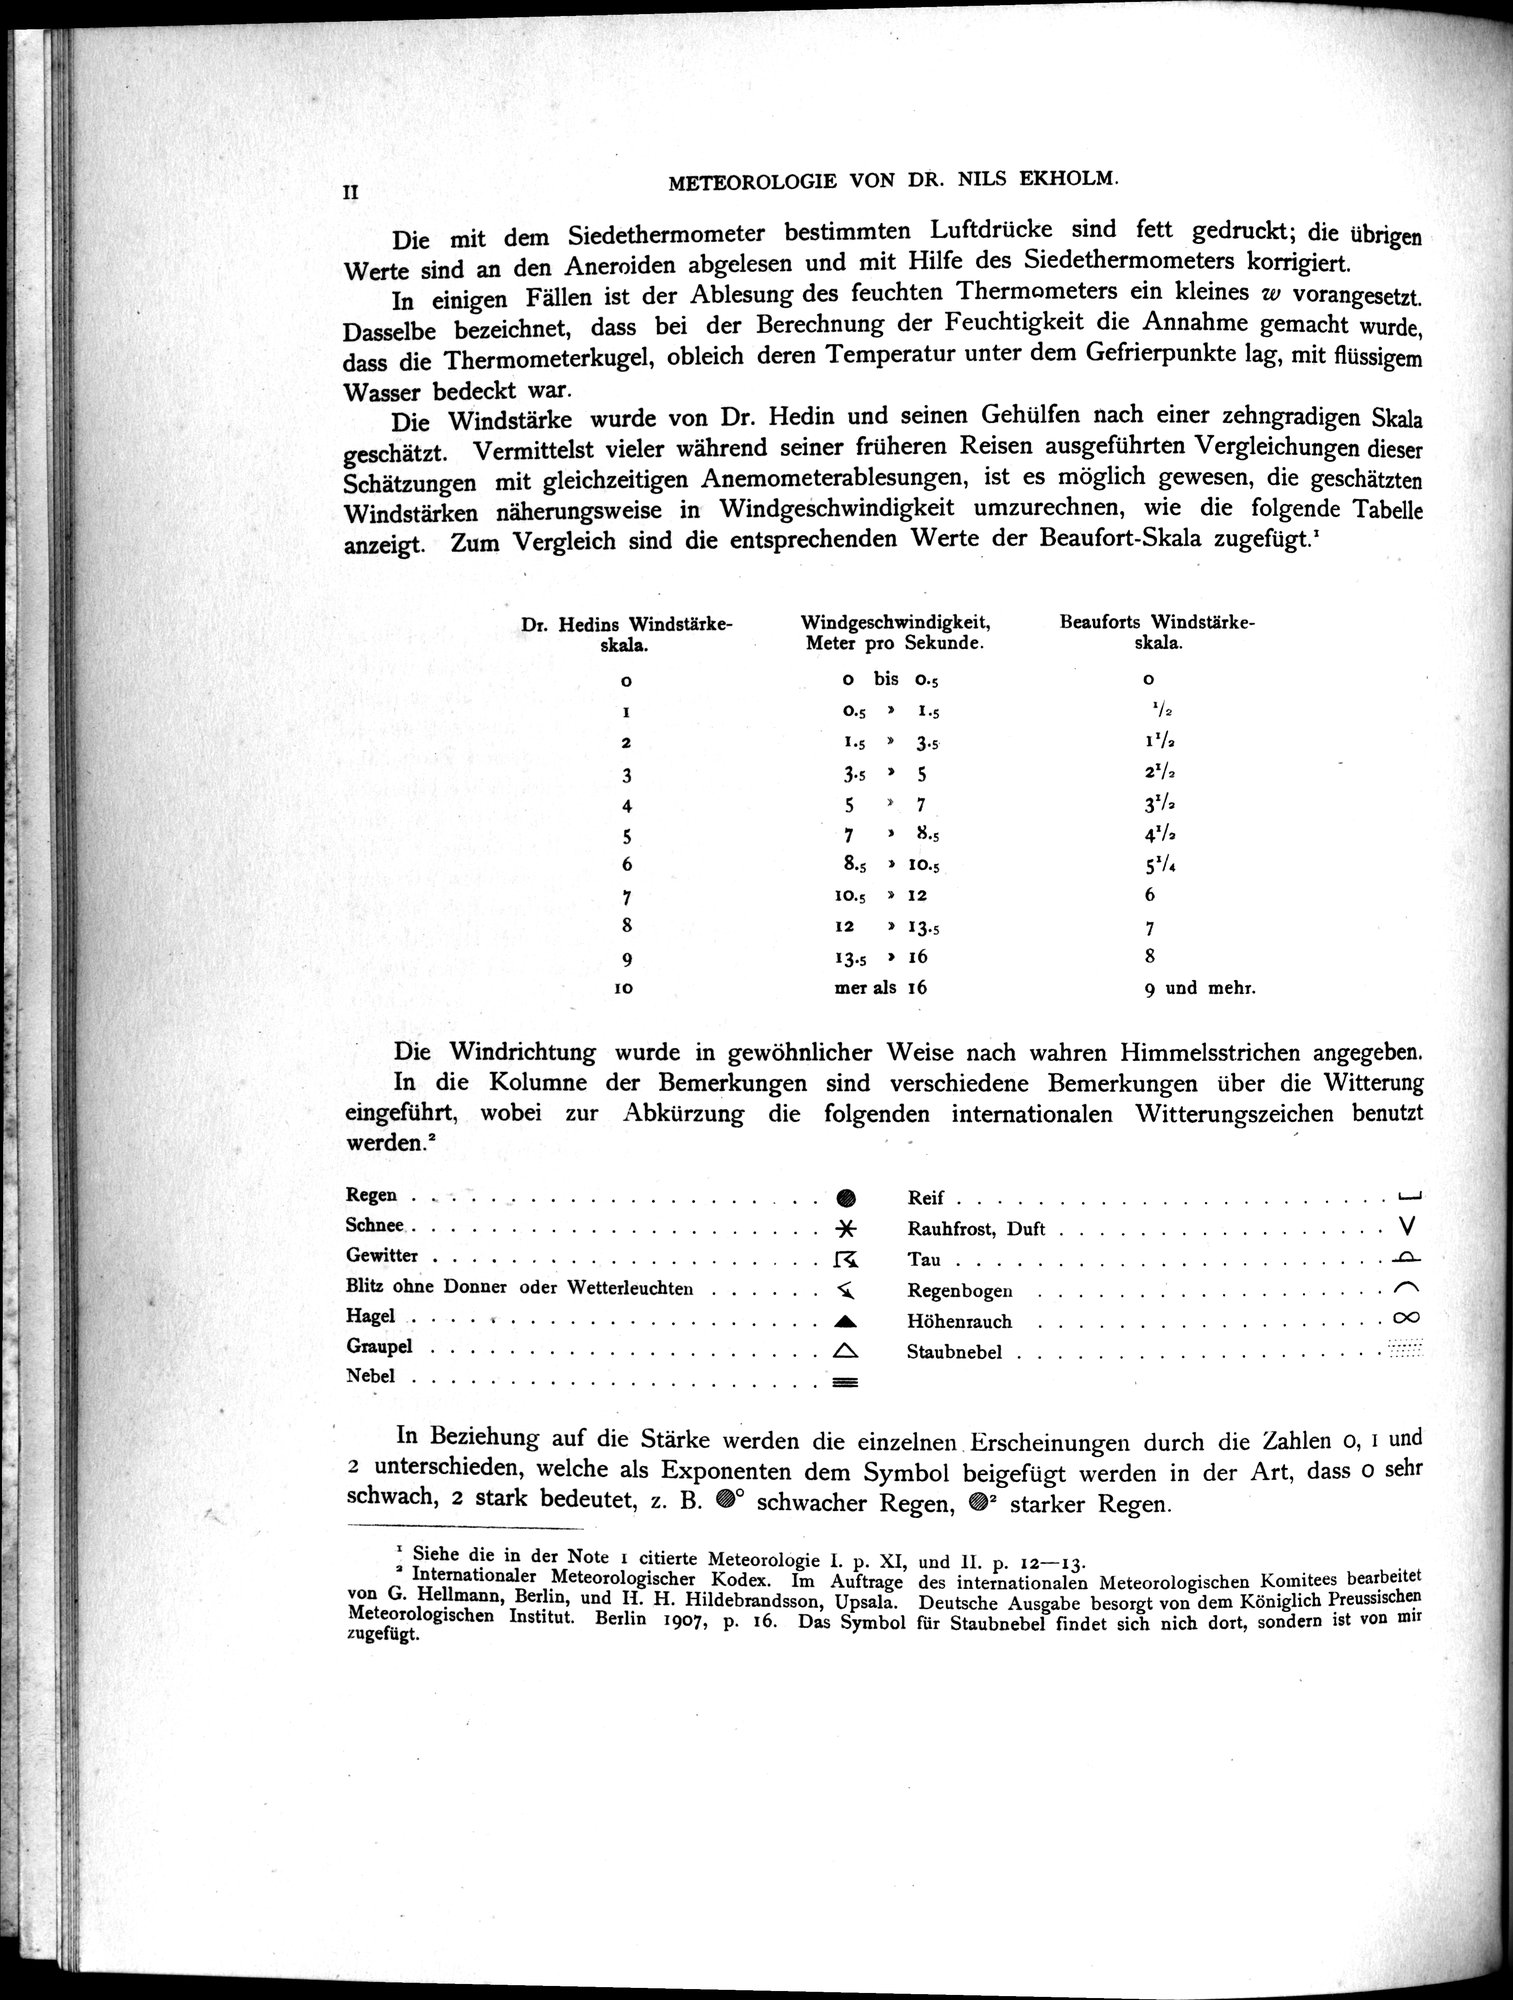 II METEOROLOGIE VON DR. NILS EKHOLM.
Die mit dem Siedethermometer bestimmten Luftdrücke sind fett gedruckt; die übrigen
Werte sind an den Aneroiden abgelesen und mit Hilfe des Siedethermometers korrigiert.
In einigen Fällen ist der Ablesung des feuchten Thermometers ein kleines w vorangesetzt.
Dasselbe bezeichnet, dass bei der Berechnung der Feuchtigkeit die Annahme gemacht wurde,
dass die Thermometerkugel, obleich deren Temperatur unter dem Gefrierpunkte lag, mit flüssigem
Wasser bedeckt war.
Die Windstärke wurde von Dr. Hedin und seinen Gehülfen nach einer zehngradigen Skala
geschätzt. Vermittelst vieler während seiner früheren Reisen ausgeführten Vergleichungen dieser
Schätzungen mit gleichzeitigen Anemometerablesungen, ist es möglich gewesen, die geschätzten
Windstärken näherungsweise in Windgeschwindigkeit umzurechnen, wie die folgende Tabelle
anzeigt. Zum Vergleich sind die entsprechenden Werte der Beaufort-Skala zugefügt.¹
Dr. Hedins Windstärke- Windgeschwindigkeit, Beauforts Windstärke-
skala. Meter pro Sekunde. skala.
0 0 bis 0.5 0
1 0.5 » 1.5 1/2
2 1.5 » 3.5 1 1/2
3 3.5 » 5 2 1/2
4 5 » 7 3 1/2
5 7 » 8.5 4 1/2
6 8.5 » 10.5 5 1/4
7 10.5 » 12 6
8 12 » 13.5 7
9 13.5 » 16 8
10 mer als 16 9 und mehr.
Die Windrichtung wurde in gewöhnlicher Weise nach wahren Himmelsstrichen angegeben.
In die Kolumne der Bemerkungen sind verschiedene Bemerkungen über die Witterung
eingeführt, wobei zur Abkürzung die folgenden internationalen Witterungszeichen benutzt
werden.²
Regen . . . . . ● Reif . . . . . ⌴
Schnee . . . . . ✶ Rauhfrost, Duft . . . . . V
Gewitter . . . . . ☈ Tau . . . . . ⌓
Blitz ohne Donner oder Wetterleuchten . . . . . ☇ Regenbogen . . . . . ⌒
Hagel . . . . . ▲ Höhenrauch . . . . . ∞
Graupel . . . . . △ Staubnebel . . . . .
Nebel . . . . . ≡
In Beziehung auf die Stärke werden die einzelnen Erscheinungen durch die Zahlen 0, 1 und
2 unterschieden, welche als Exponenten dem Symbol beigefügt werden in der Art, dass 0 sehr
schwach, 2 stark bedeutet, z. B. ●⁰ schwacher Regen, ●² starker Regen.
¹ Siehe die in der Note 1 citierte Meteorologie I. p. XI, und II. p. 12—13.
² Internationaler Meteorologischer Kodex. Im Auftrage des internationalen Meteorologischen Komitees bearbeitet
von G. Hellmann, Berlin, und H. H. Hildebrandsson, Upsala. Deutsche Ausgabe besorgt von dem Königlich Preussischen
Meteorologischen Institut. Berlin 1907, p. 16. Das Symbol für Staubnebel findet sich nich dort, sondern ist von mir
zugefügt.